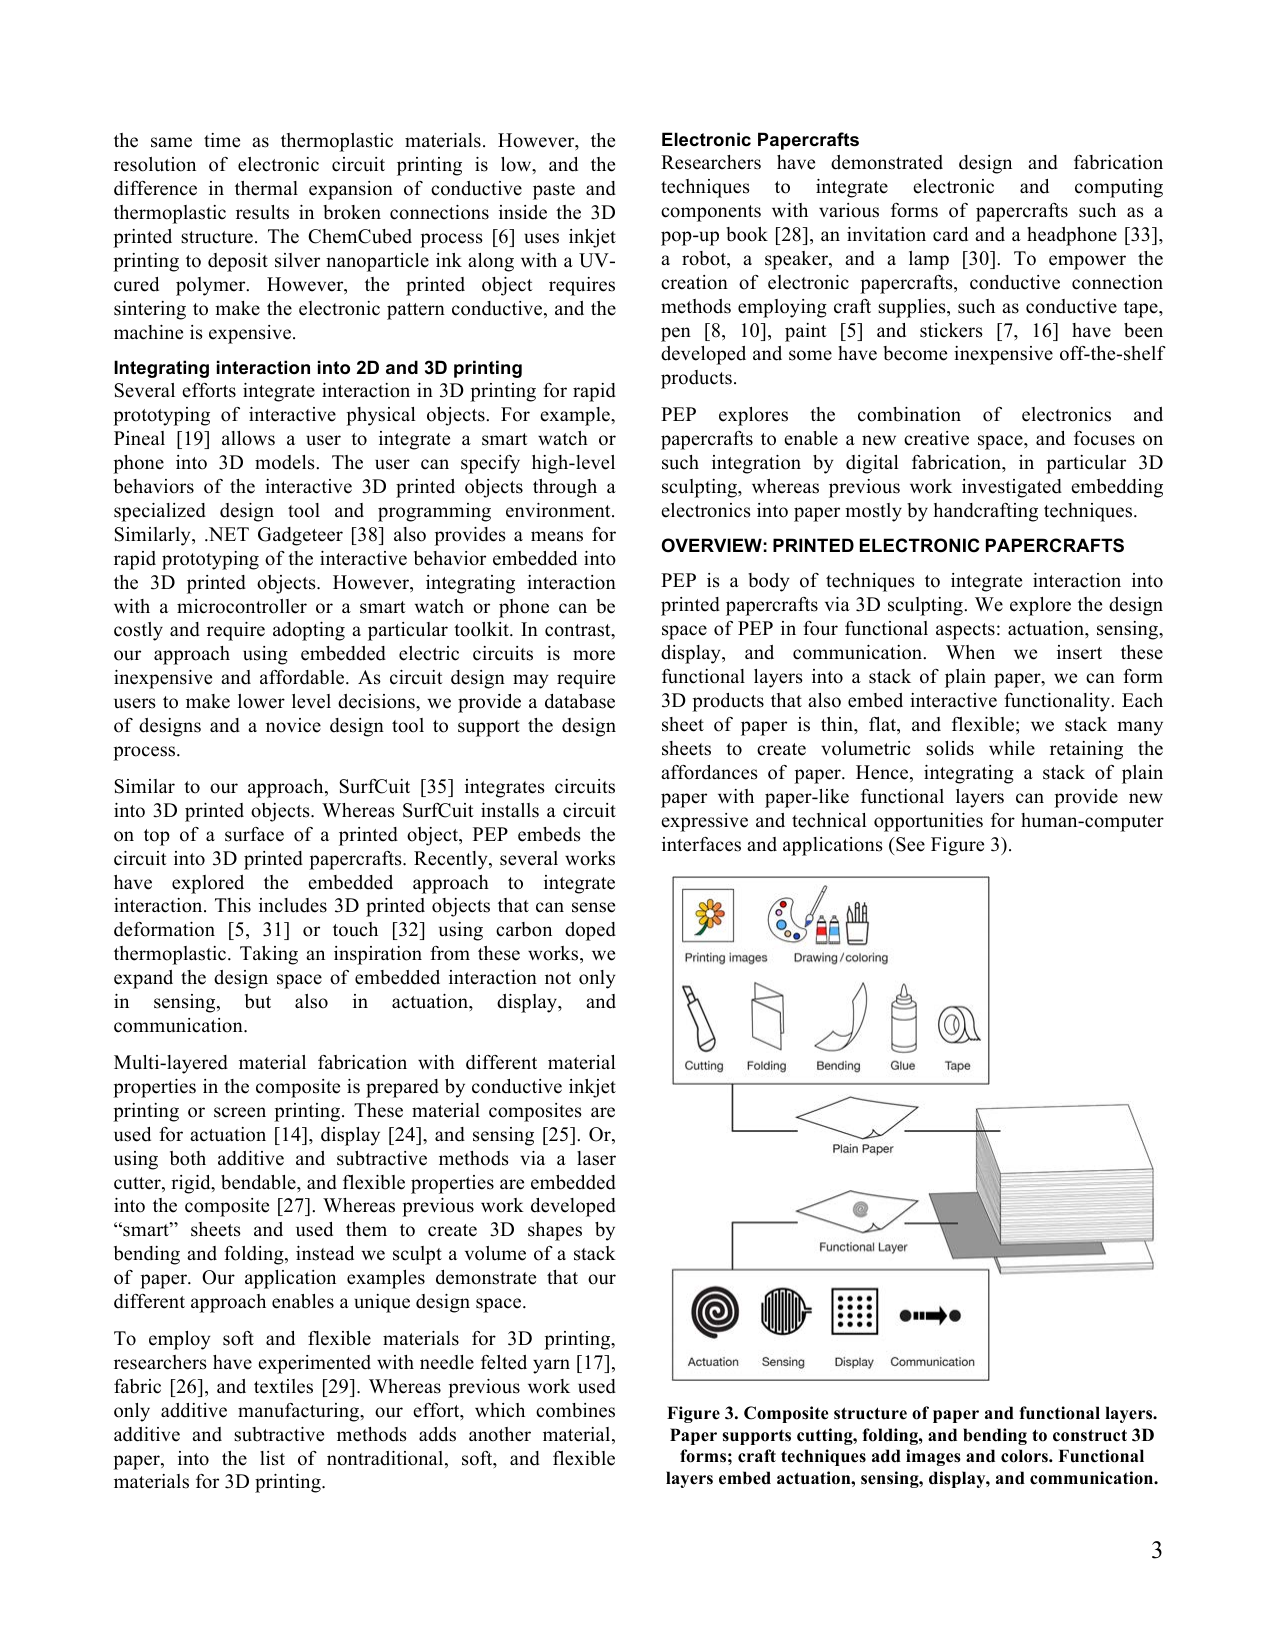 the same time as thermoplastic materials. However, the
resolution of electronic circuit printing is low, and the
difference in thermal expansion of conductive paste and
thermoplastic results in broken connections inside the 3D
printed structure. The ChemCubed process [6] uses inkjet
printing to deposit silver nanoparticle ink along with a UV-
cured polymer. However, the printed object requires
sintering to make the electronic pattern conductive, and the
machine is expensive.
Integrating interaction into 2D and 3D printing
Several efforts integrate interaction in 3D printing for rapid
prototyping of interactive physical objects. For example,
Pineal [19] allows a user to integrate a smart watch or
phone into 3D models. The user can specify high-level
behaviors of the interactive 3D printed objects through a
specialized design tool and programming environment.
Similarly, .NET Gadgeteer [38] also provides a means for
rapid prototyping of the interactive behavior embedded into
the 3D printed objects. However, integrating interaction
with a microcontroller or a smart watch or phone can be
costly and require adopting a particular toolkit. In contrast,
our approach using embedded electric circuits is more
inexpensive and affordable. As circuit design may require
users to make lower level decisions, we provide a database
of designs and a novice design tool to support the design
process.
Similar to our approach, SurfCuit [35] integrates circuits
into 3D printed objects. Whereas SurfCuit installs a circuit
on top of a surface of a printed object, PEP embeds the
circuit into 3D printed papercrafts. Recently, several works
have explored the embedded approach to integrate
interaction. This includes 3D printed objects that can sense
deformation [5, 31] or touch [32] using carbon doped
thermoplastic. Taking an inspiration from these works, we
expand the design space of embedded interaction not only
in sensing, but also in actuation, display, and
communication.
Multi-layered material fabrication with different material
properties in the composite is prepared by conductive inkjet
printing or screen printing. These material composites are
used for actuation [14], display [24], and sensing [25]. Or,
using both additive and subtractive methods via a laser
cutter, rigid, bendable, and flexible properties are embedded
into the composite [27]. Whereas previous work developed
“smart” sheets and used them to create 3D shapes by
bending and folding, instead we sculpt a volume of a stack
of paper. Our application examples demonstrate that our
different approach enables a unique design space.
To employ soft and flexible materials for 3D printing,
researchers have experimented with needle felted yarn [17],
fabric [26], and textiles [29]. Whereas previous work used
only additive manufacturing, our effort, which combines
additive and subtractive methods adds another material,
paper, into the list of nontraditional, soft, and flexible
materials for 3D printing.
Electronic Papercrafts
Researchers have demonstrated design and fabrication
techniques to integrate electronic and computing
components with various forms of papercrafts such as a
pop-up book [28], an invitation card and a headphone [33],
a robot, a speaker, and a lamp [30]. To empower the
creation of electronic papercrafts, conductive connection
methods employing craft supplies, such as conductive tape,
pen [8, 10], paint [5] and stickers [7, 16] have been
developed and some have become inexpensive off-the-shelf
products.
PEP explores the combination of electronics and
papercrafts to enable a new creative space, and focuses on
such integration by digital fabrication, in particular 3D
sculpting, whereas previous work investigated embedding
electronics into paper mostly by handcrafting techniques.
OVERVIEW: PRINTED ELECTRONIC PAPERCRAFTS
PEP is a body of techniques to integrate interaction into
printed papercrafts via 3D sculpting. We explore the design
space of PEP in four functional aspects: actuation, sensing,
display, and communication. When we insert these
functional layers into a stack of plain paper, we can form
3D products that also embed interactive functionality. Each
sheet of paper is thin, flat, and flexible; we stack many
sheets to create volumetric solids while retaining the
affordances of paper. Hence, integrating a stack of plain
paper with paper-like functional layers can provide new
expressive and technical opportunities for human-computer
interfaces and applications (See Figure 3).
Printing images Drawing/coloring
Cutting Folding Bending Glue Tape
Plain Paper
Functional Layer
Actuation Sensing Display Communication
Figure 3. Composite structure of paper and functional layers.
Paper supports cutting, folding, and bending to construct 3D
forms; craft techniques add images and colors. Functional
layers embed actuation, sensing, display, and communication.
3